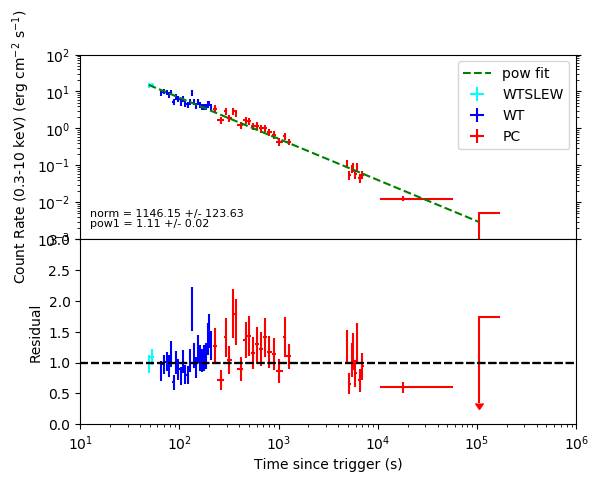 Count Rate (0.3-10 keV) (erg cm⁻² s⁻¹)
10²
10¹
10⁰
10⁻¹
10⁻²
10⁻³
pow fit
WTSLEW
WT
PC
norm = 1146.15 +/- 123.63
pow1 = 1.11 +/- 0.02
Residual
3.0
2.5
2.0
1.5
1.0
0.5
0.0
10¹ 10² 10³ 10⁴ 10⁵ 10⁶
Time since trigger (s)